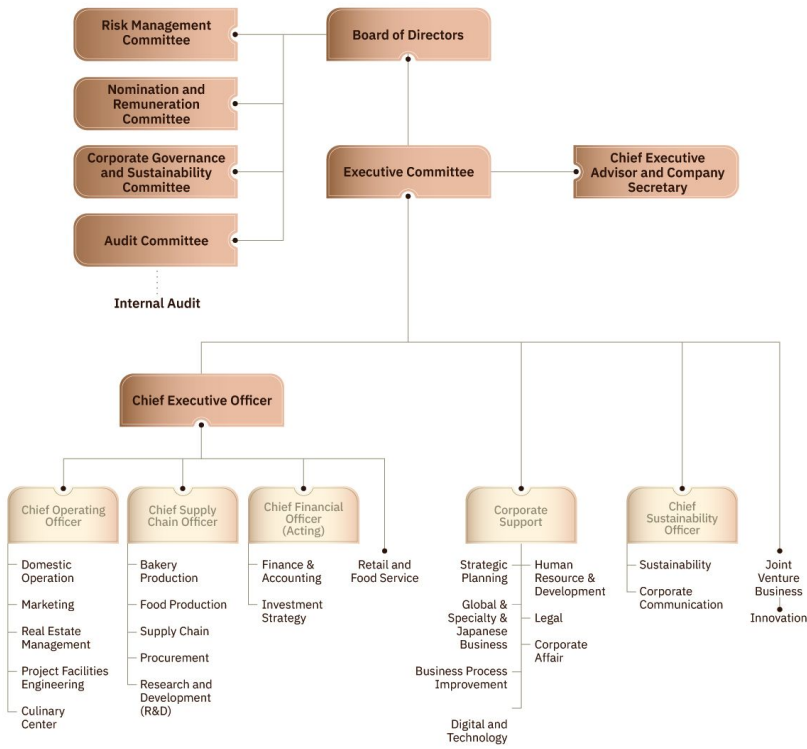 Risk Management
Committee
Board of Directors
Nomination and
Remuneration
Committee
Corporate Governance
and Sustainability
Committee
Executive Committee
Chief Executive
Advisor and Company
Secretary
Audit Committee
Internal Audit
Chief Executive Officer
Chief Operating
Officer
Chief Supply
Chain Officer
Chief Financial
Officer
(Acting)
Corporate
Support
Chief
Sustainability
Officer
Domestic
Operation
Marketing
Real Estate
Management
Project Facilities
Engineering
Culinary
Center
Bakery
Production
Food Production
Supply Chain
Procurement
Research and
Development
(R&D)
Finance &
Accounting
Investment
Strategy
Retail and
Food Service
Strategic
Planning
Global &
Specialty &
Japanese
Business
Business Process
Improvement
Digital and
Technology
Human
Resource &
Development
Legal
Corporate
Affair
Sustainability
Corporate
Communication
Joint
Venture
Business
Innovation